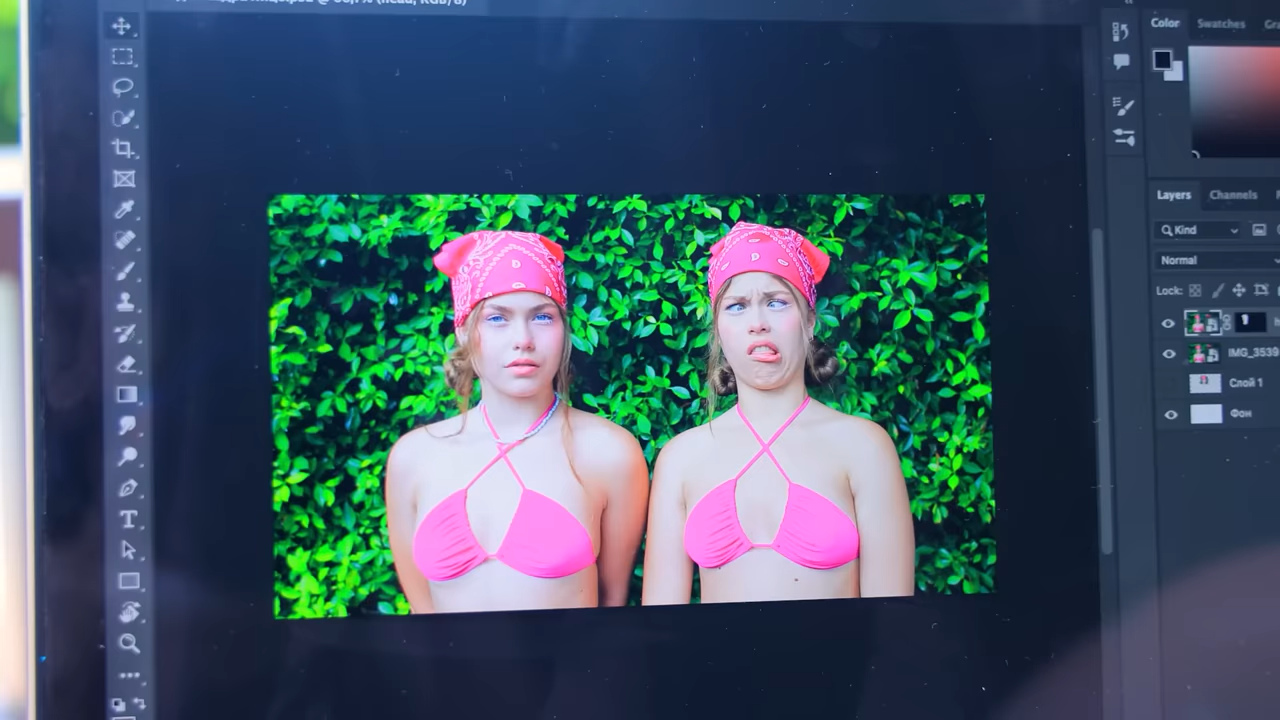 Color Swatches
Layers Channels
Kind
Normal
Lock:
IMG_3539
Слой 1
Фон